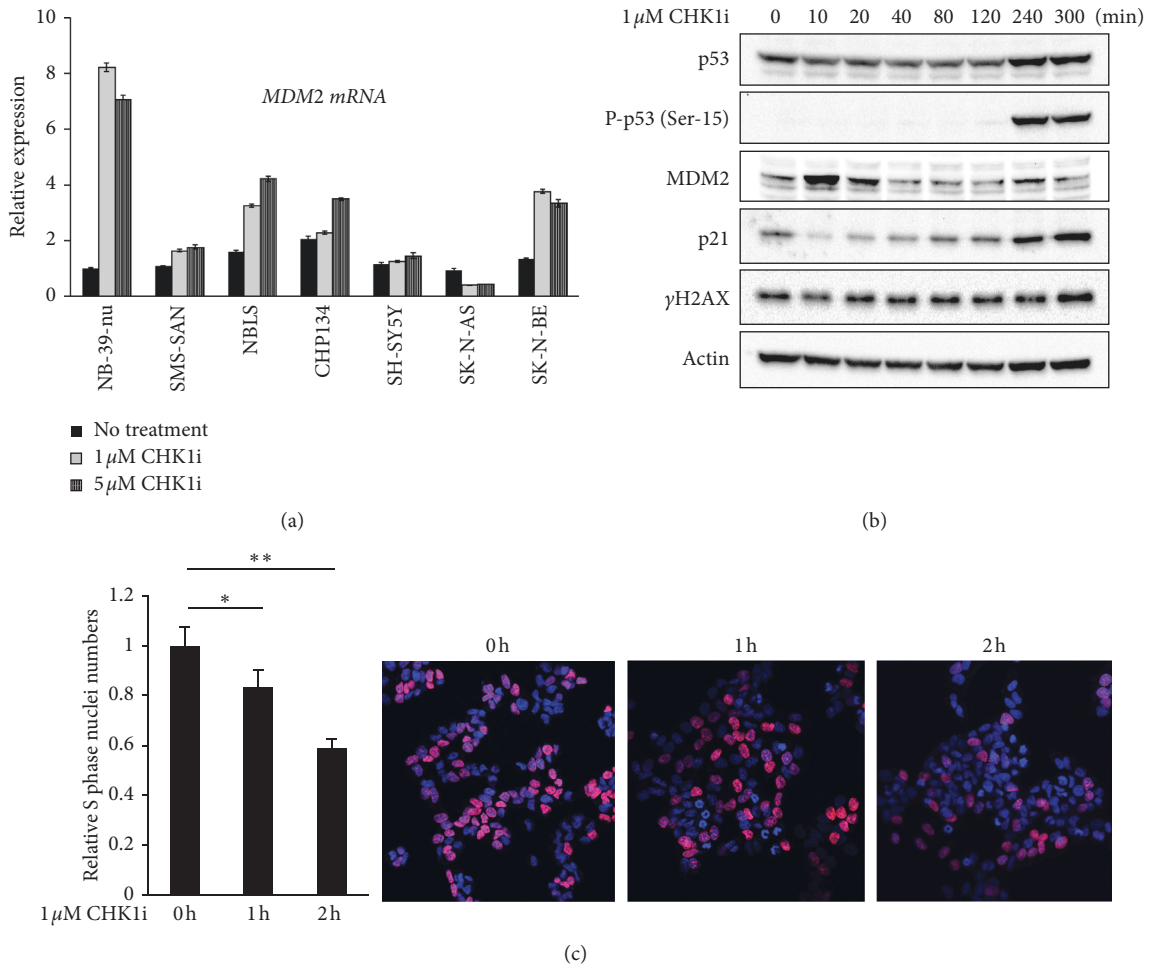 10
8
6
4
2
0
Relative expression
MDM2 mRNA
NB-39-nu
SMS-SAN
NBLS
CHP134
SH-SY5Y
SK-N-AS
SK-N-BE
No treatment
1 μM CHK1i
5 μM CHK1i
(a)
1 μM CHK1i 0 10 20 40 80 120 240 300 (min)
p53
P-p53 (Ser-15)
MDM2
p21
γH2AX
Actin
(b)
**
*
1.2
1
0.8
0.6
0.4
0.2
0
Relative S phase nuclei numbers
1 μM CHK1i 0 h 1 h 2 h
0 h
1 h
2 h
(c)